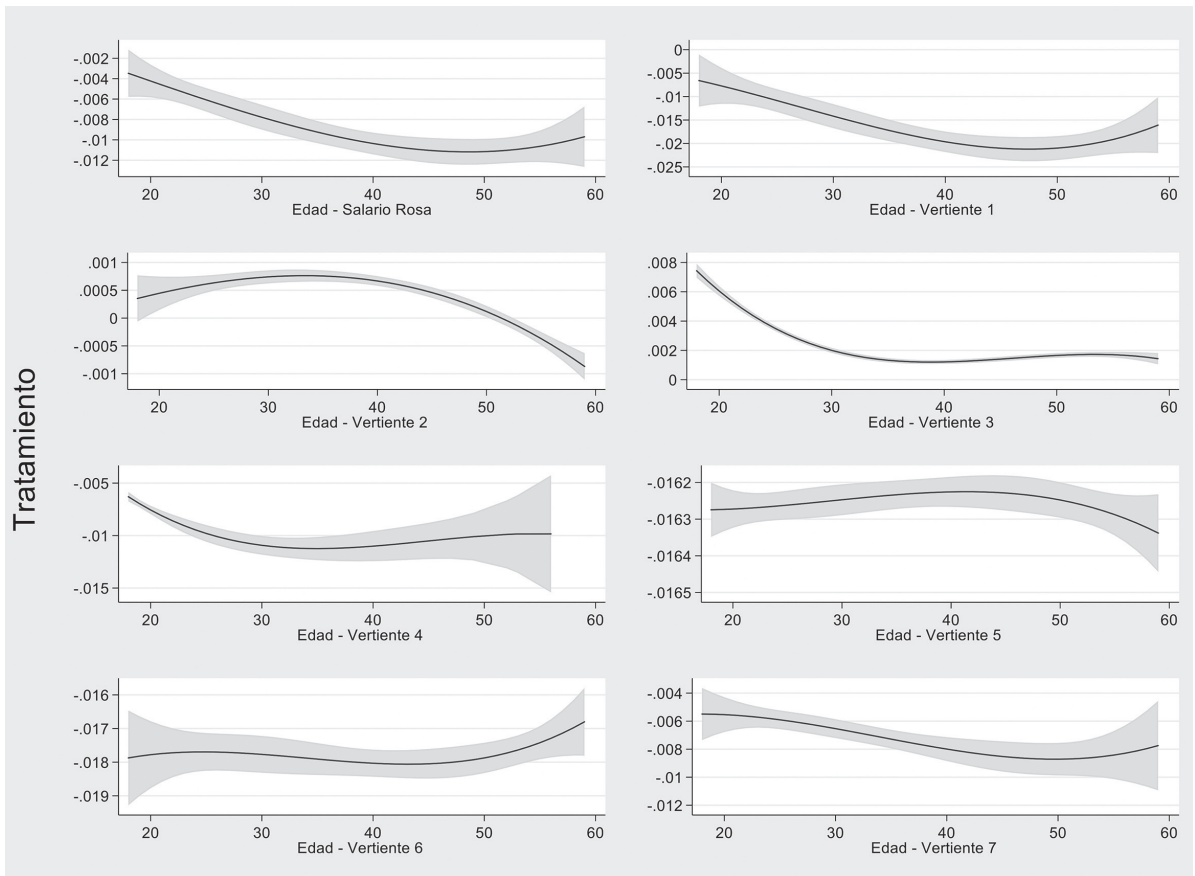 Tratamiento
-.002
-.004
-.006
-.008
-.01
-.012
20 30 40 50 60
Edad - Salario Rosa
0
-.005
-.01
-.015
-.02
-.025
20 30 40 50 60
Edad - Vertiente 1
.001
.0005
0
-.0005
-.001
20 30 40 50 60
Edad - Vertiente 2
.008
.006
.004
.002
0
20 30 40 50 60
Edad - Vertiente 3
-.005
-.01
-.015
20 30 40 50 60
Edad - Vertiente 4
-.0162
-.0163
-.0164
-.0165
20 30 40 50 60
Edad - Vertiente 5
-.016
-.017
-.018
-.019
20 30 40 50 60
Edad - Vertiente 6
-.004
-.006
-.008
-.01
-.012
20 30 40 50 60
Edad - Vertiente 7